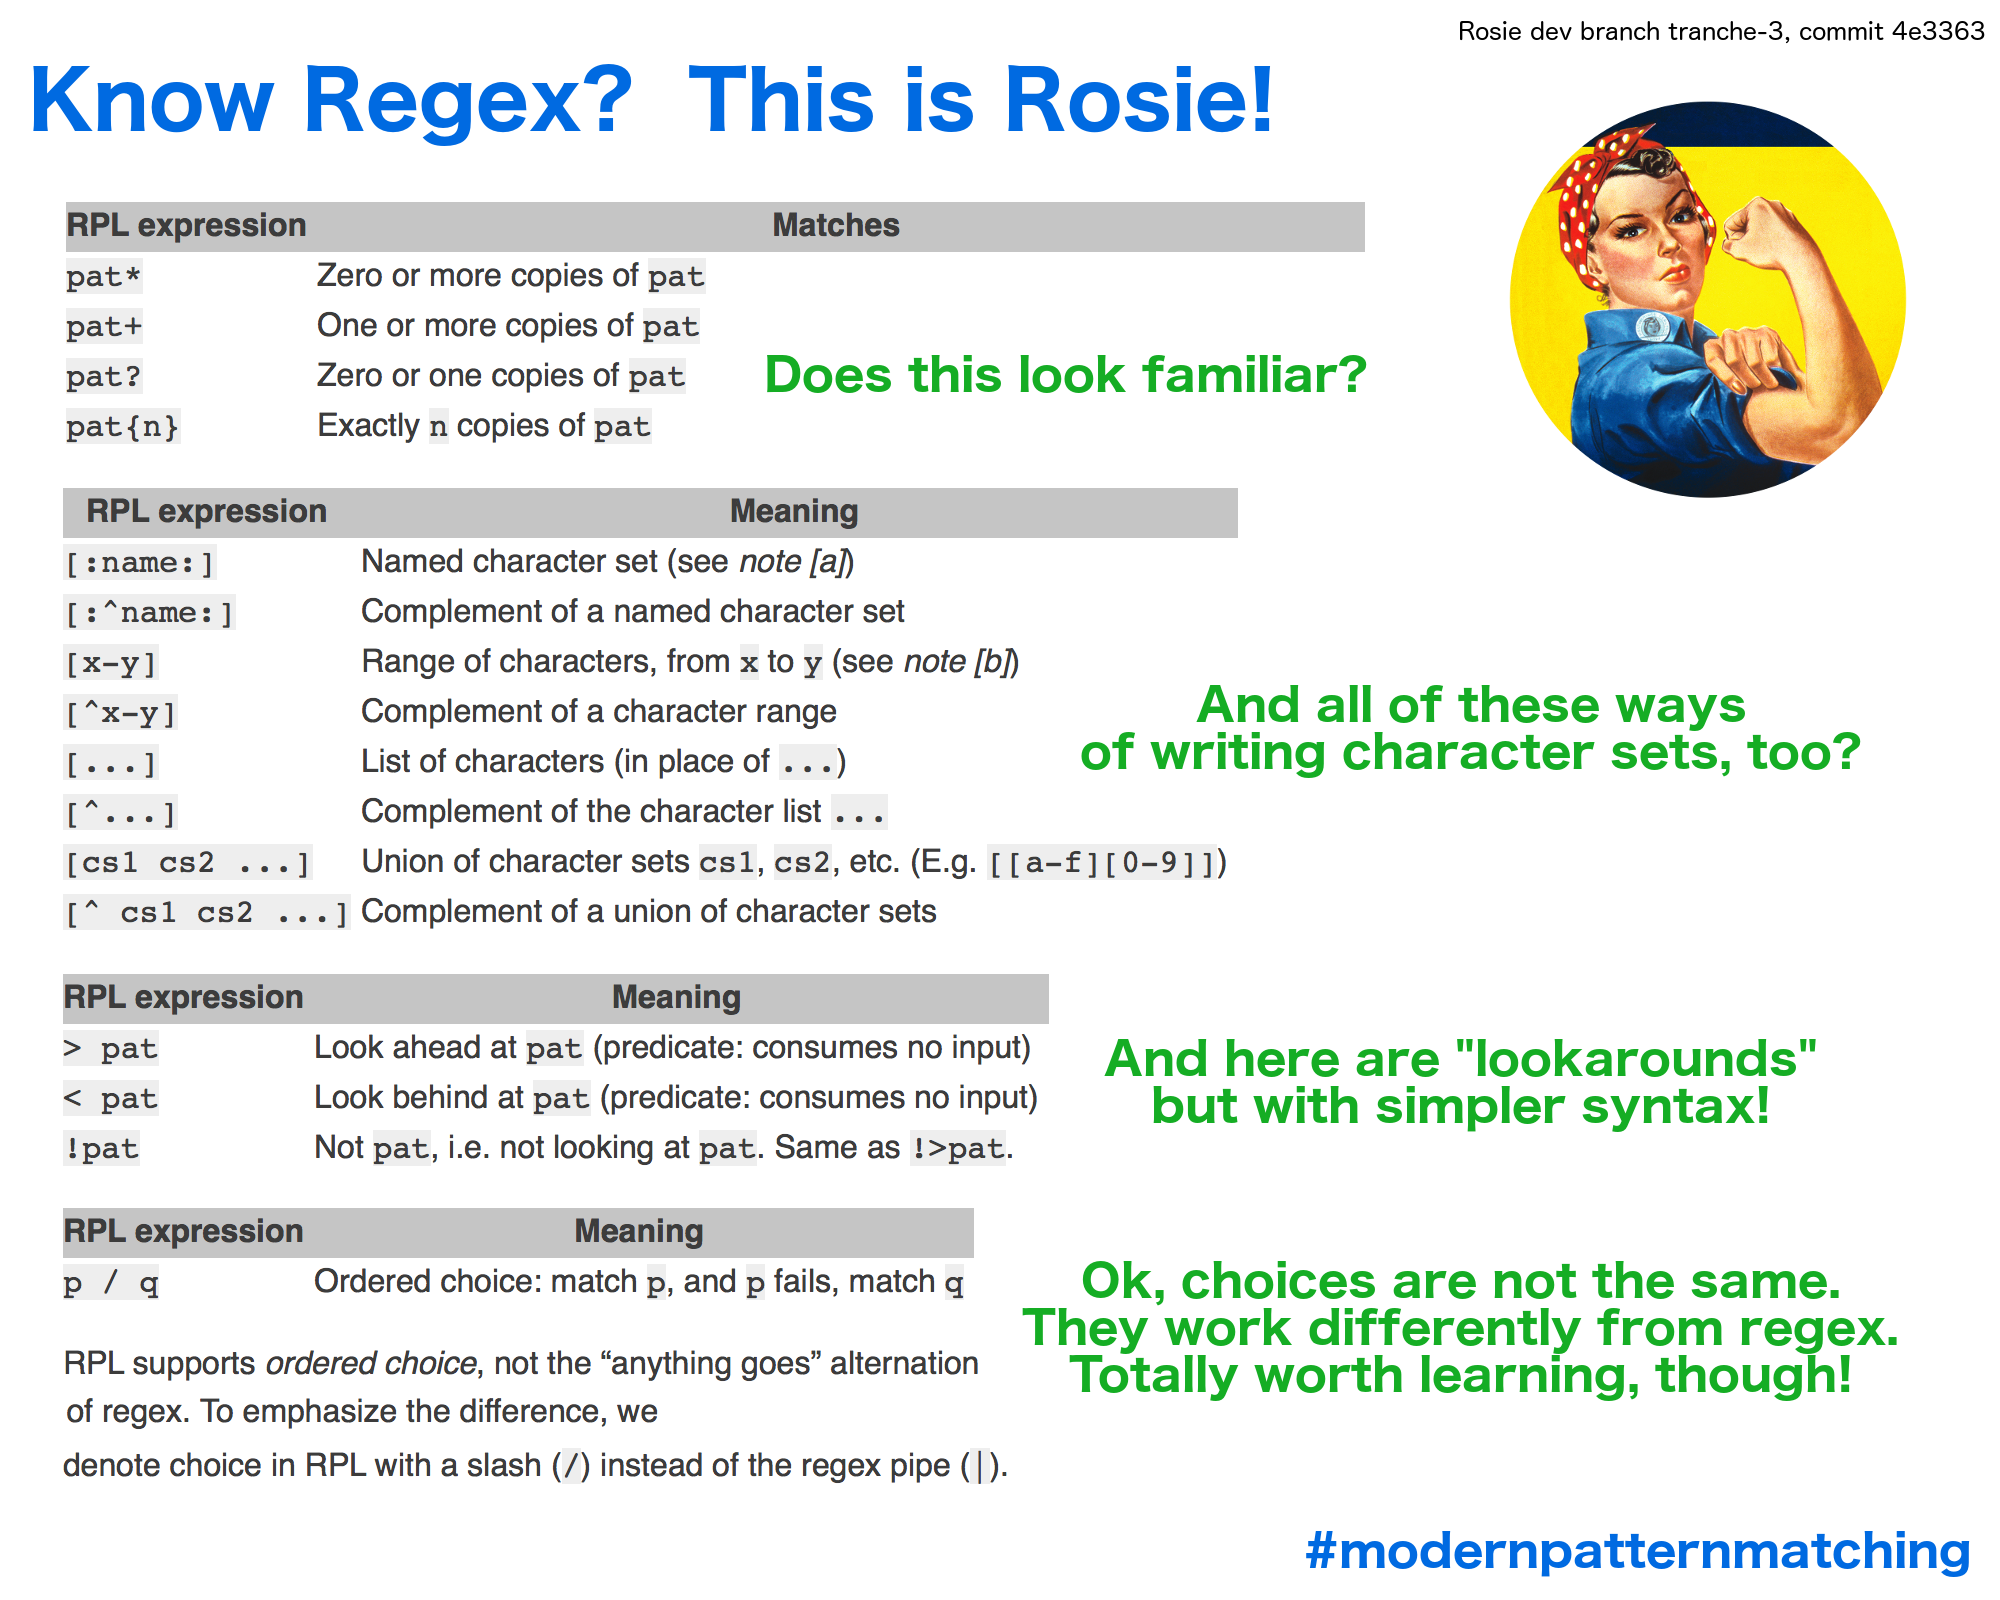 Rosie dev branch tranche-3, commit 4e3363
Know Regex? This is Rosie!
RPL expression Matches
pat* Zero or more copies of pat
pat+ One or more copies of pat
pat? Zero or one copies of pat
pat{n} Exactly n copies of pat
Does this look familiar?
RPL expression Meaning
[:name:] Named character set (see note [a])
[:^name:] Complement of a named character set
[x-y] Range of characters, from x to y (see note [b])
[^x-y] Complement of a character range
[...] List of characters (in place of ...)
[^...] Complement of the character list ...
[cs1 cs2 ...] Union of character sets cs1, cs2, etc. (E.g. [[a-f][0-9]])
[^ cs1 cs2 ...] Complement of a union of character sets
And all of these ways
of writing character sets, too?
RPL expression Meaning
> pat Look ahead at pat (predicate: consumes no input)
< pat Look behind at pat (predicate: consumes no input)
!pat Not pat, i.e. not looking at pat. Same as !>pat.
And here are "lookarounds"
but with simpler syntax!
RPL expression Meaning
p / q Ordered choice: match p, and p fails, match q
Ok, choices are not the same.
They work differently from regex.
Totally worth learning, though!
RPL supports ordered choice, not the “anything goes” alternation
of regex. To emphasize the difference, we
denote choice in RPL with a slash (/) instead of the regex pipe (|).
#modernpatternmatching